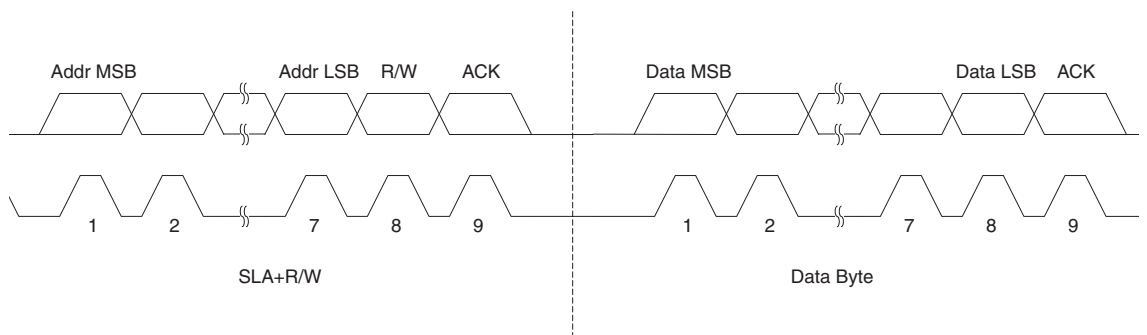 Addr MSB Addr LSB R/W ACK Data MSB Data LSB ACK
1 2 7 8 9 1 2 7 8 9
SLA+R/W Data Byte